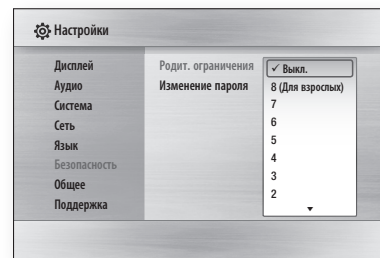 Настройки
Дисплей
Аудио
Система
Сеть
Язык
Безопасность
Общее
Поддержка
Родит. ограничения
Изменение пароля
✓ Выкл.
8 (Для взрослых)
7
6
5
4
3
2